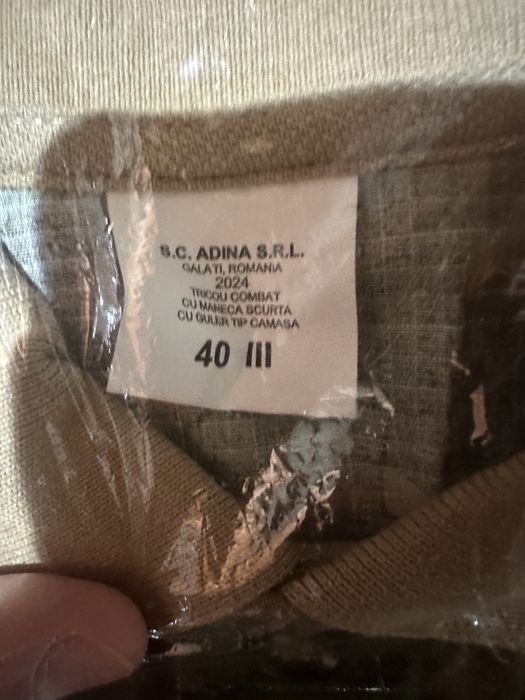 S.C. ADINA S.R.L.
GALATI, ROMANIA
2024
TRICOU COMBAT
CU MANECA SCURTA
CU GULER TIP CAMASA
40 III